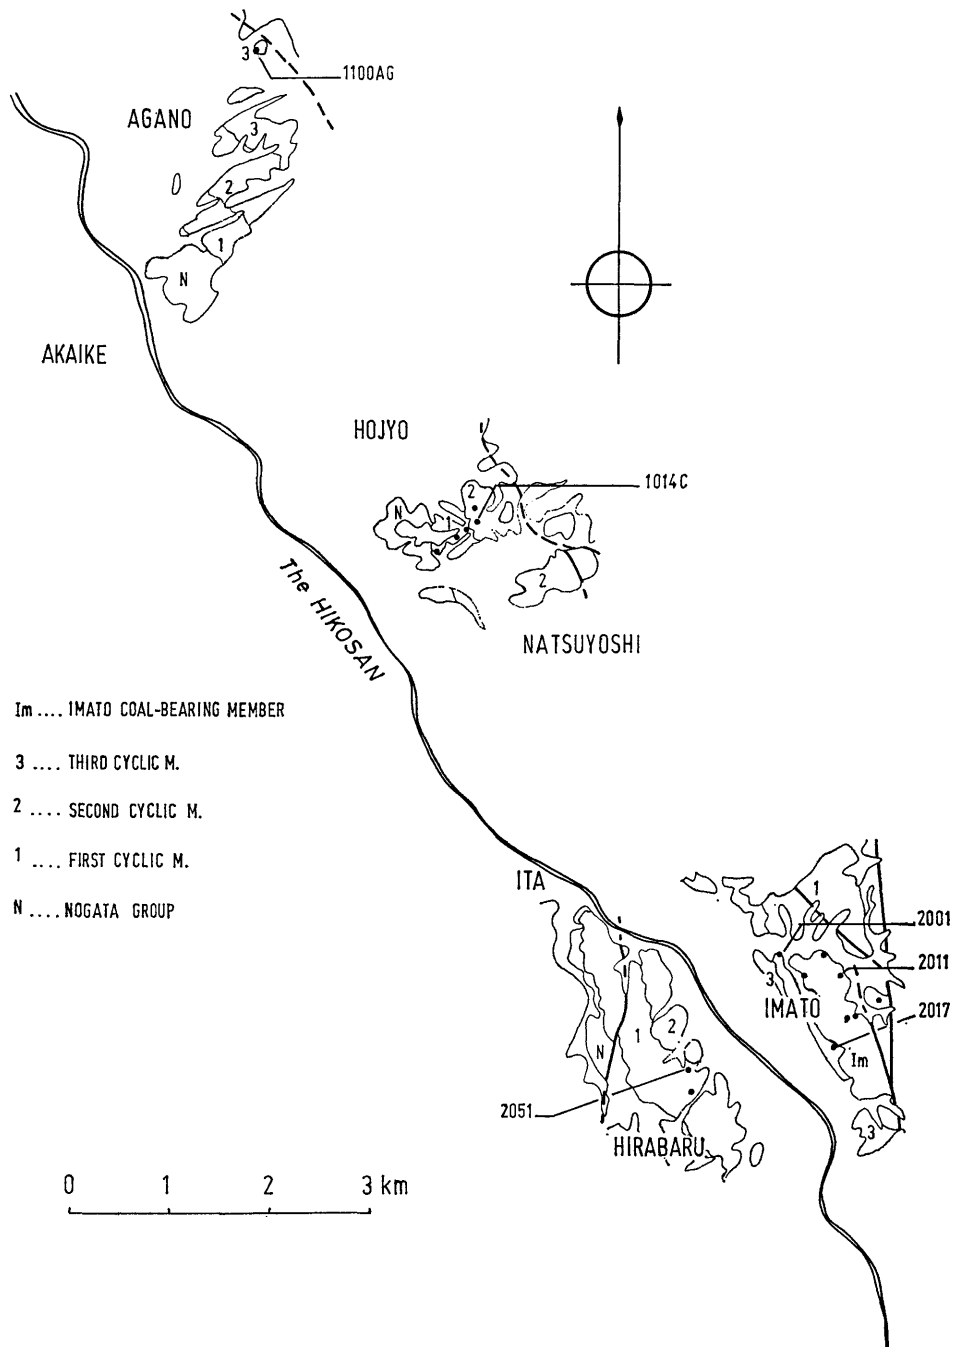 3
1100AG
AGANO
3
2
1
N
AKAIKE
HOJYO
1014C
2
N
1
2
The HIKOSAN
NATSUYOSHI
Im .... IMATO COAL-BEARING MEMBER
3 .... THIRD CYCLIC M.
2 .... SECOND CYCLIC M.
1 .... FIRST CYCLIC M.
N .... NOGATA GROUP
ITA
1
2001
3
2011
IMATO
2017
2
1
N
Im
2051
HIRABARU
3
0 1 2 3 km